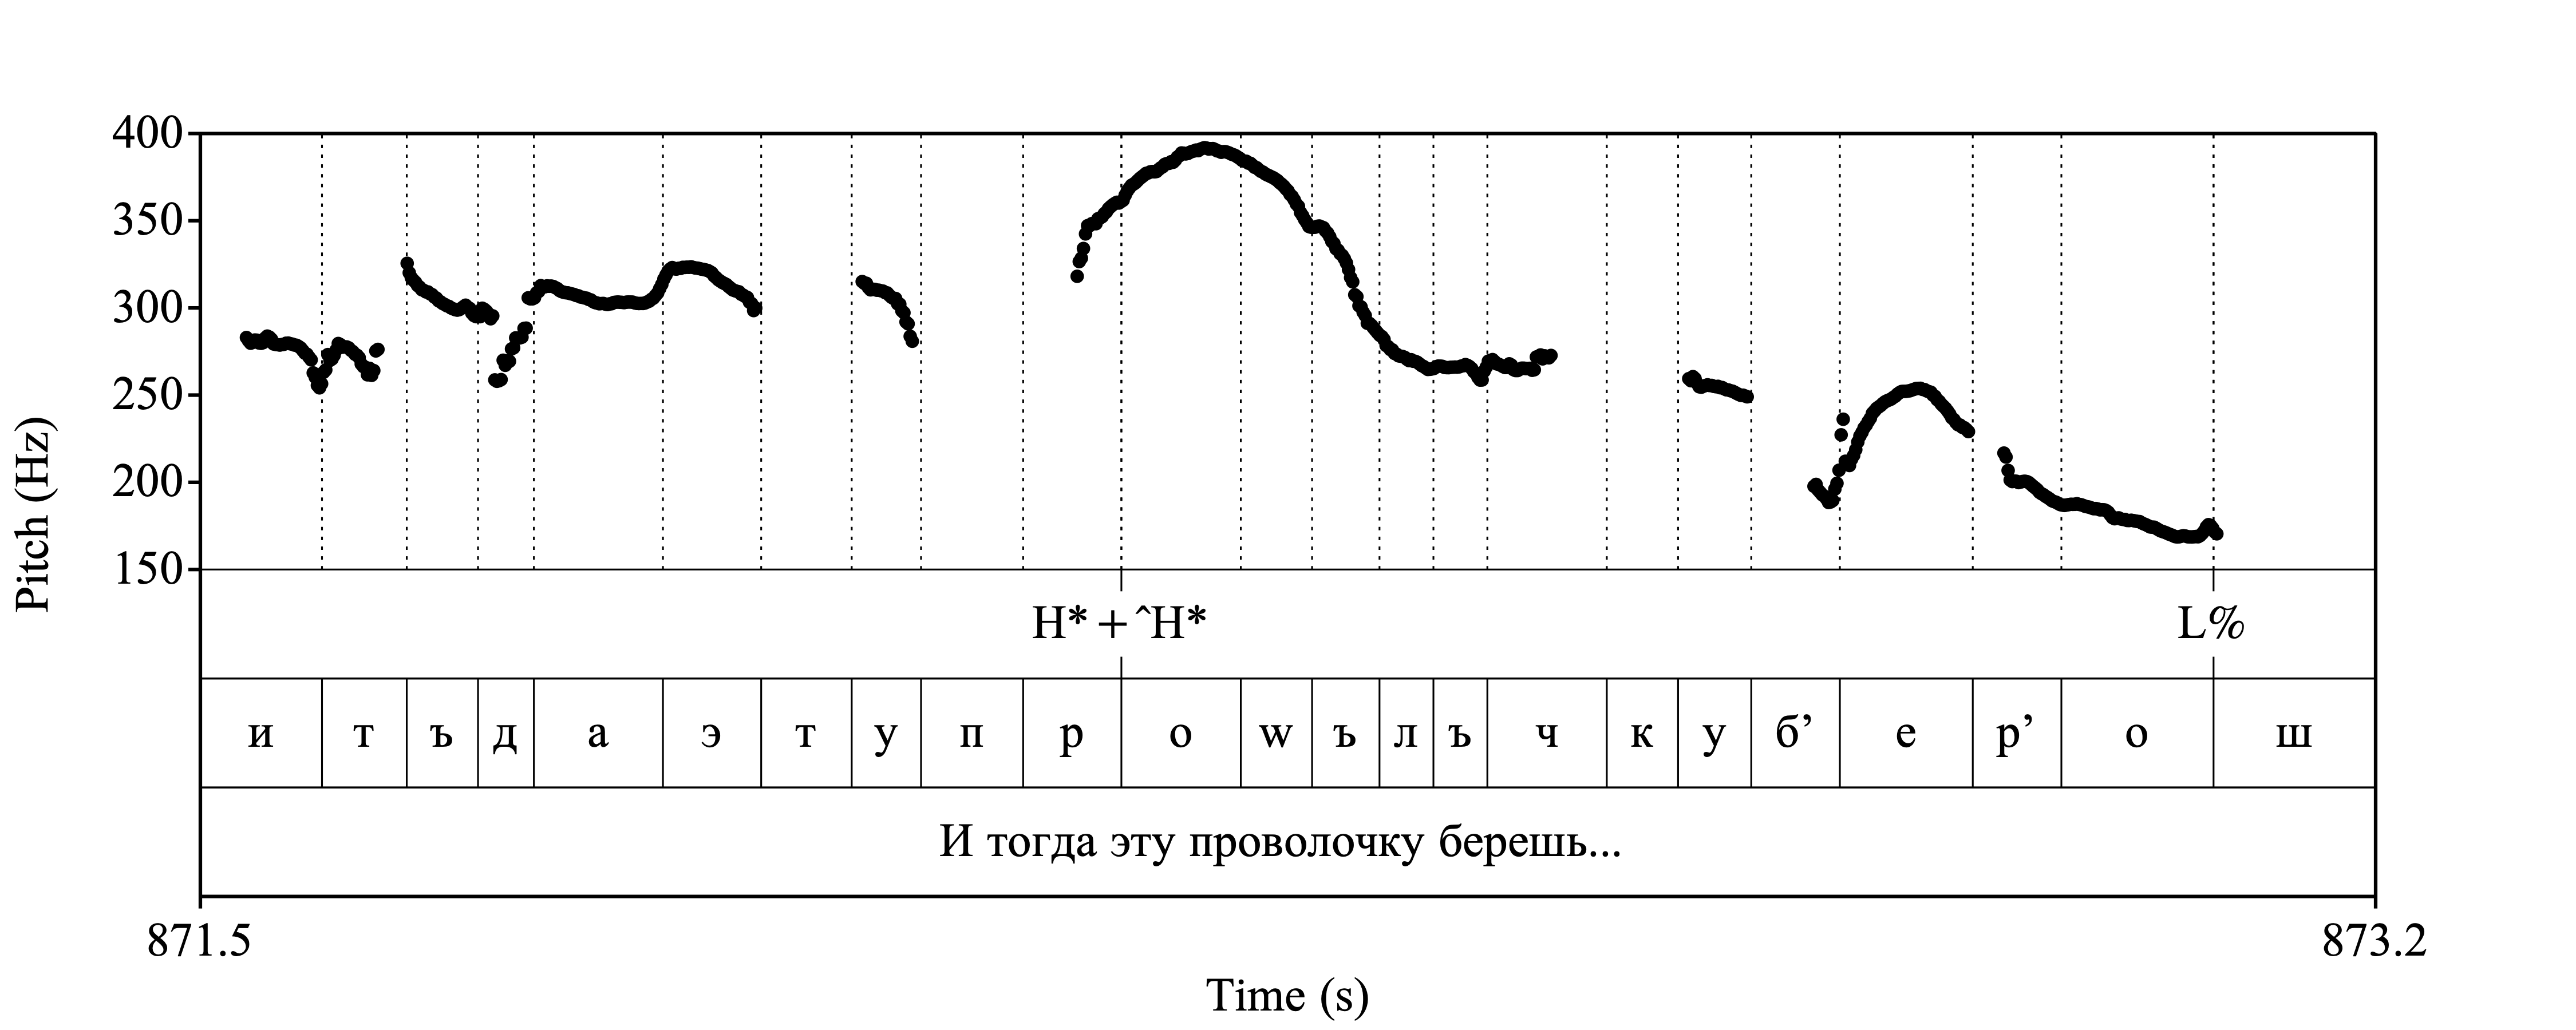 400
350
300
250
200
150
Pitch (Hz)
H* + ˆH* L%
и т ъ д а э т у п р о w ъ л ъ ч к у б’ е р’ о ш
И тогда эту проволочку берешь...
871.5 873.2
Time (s)